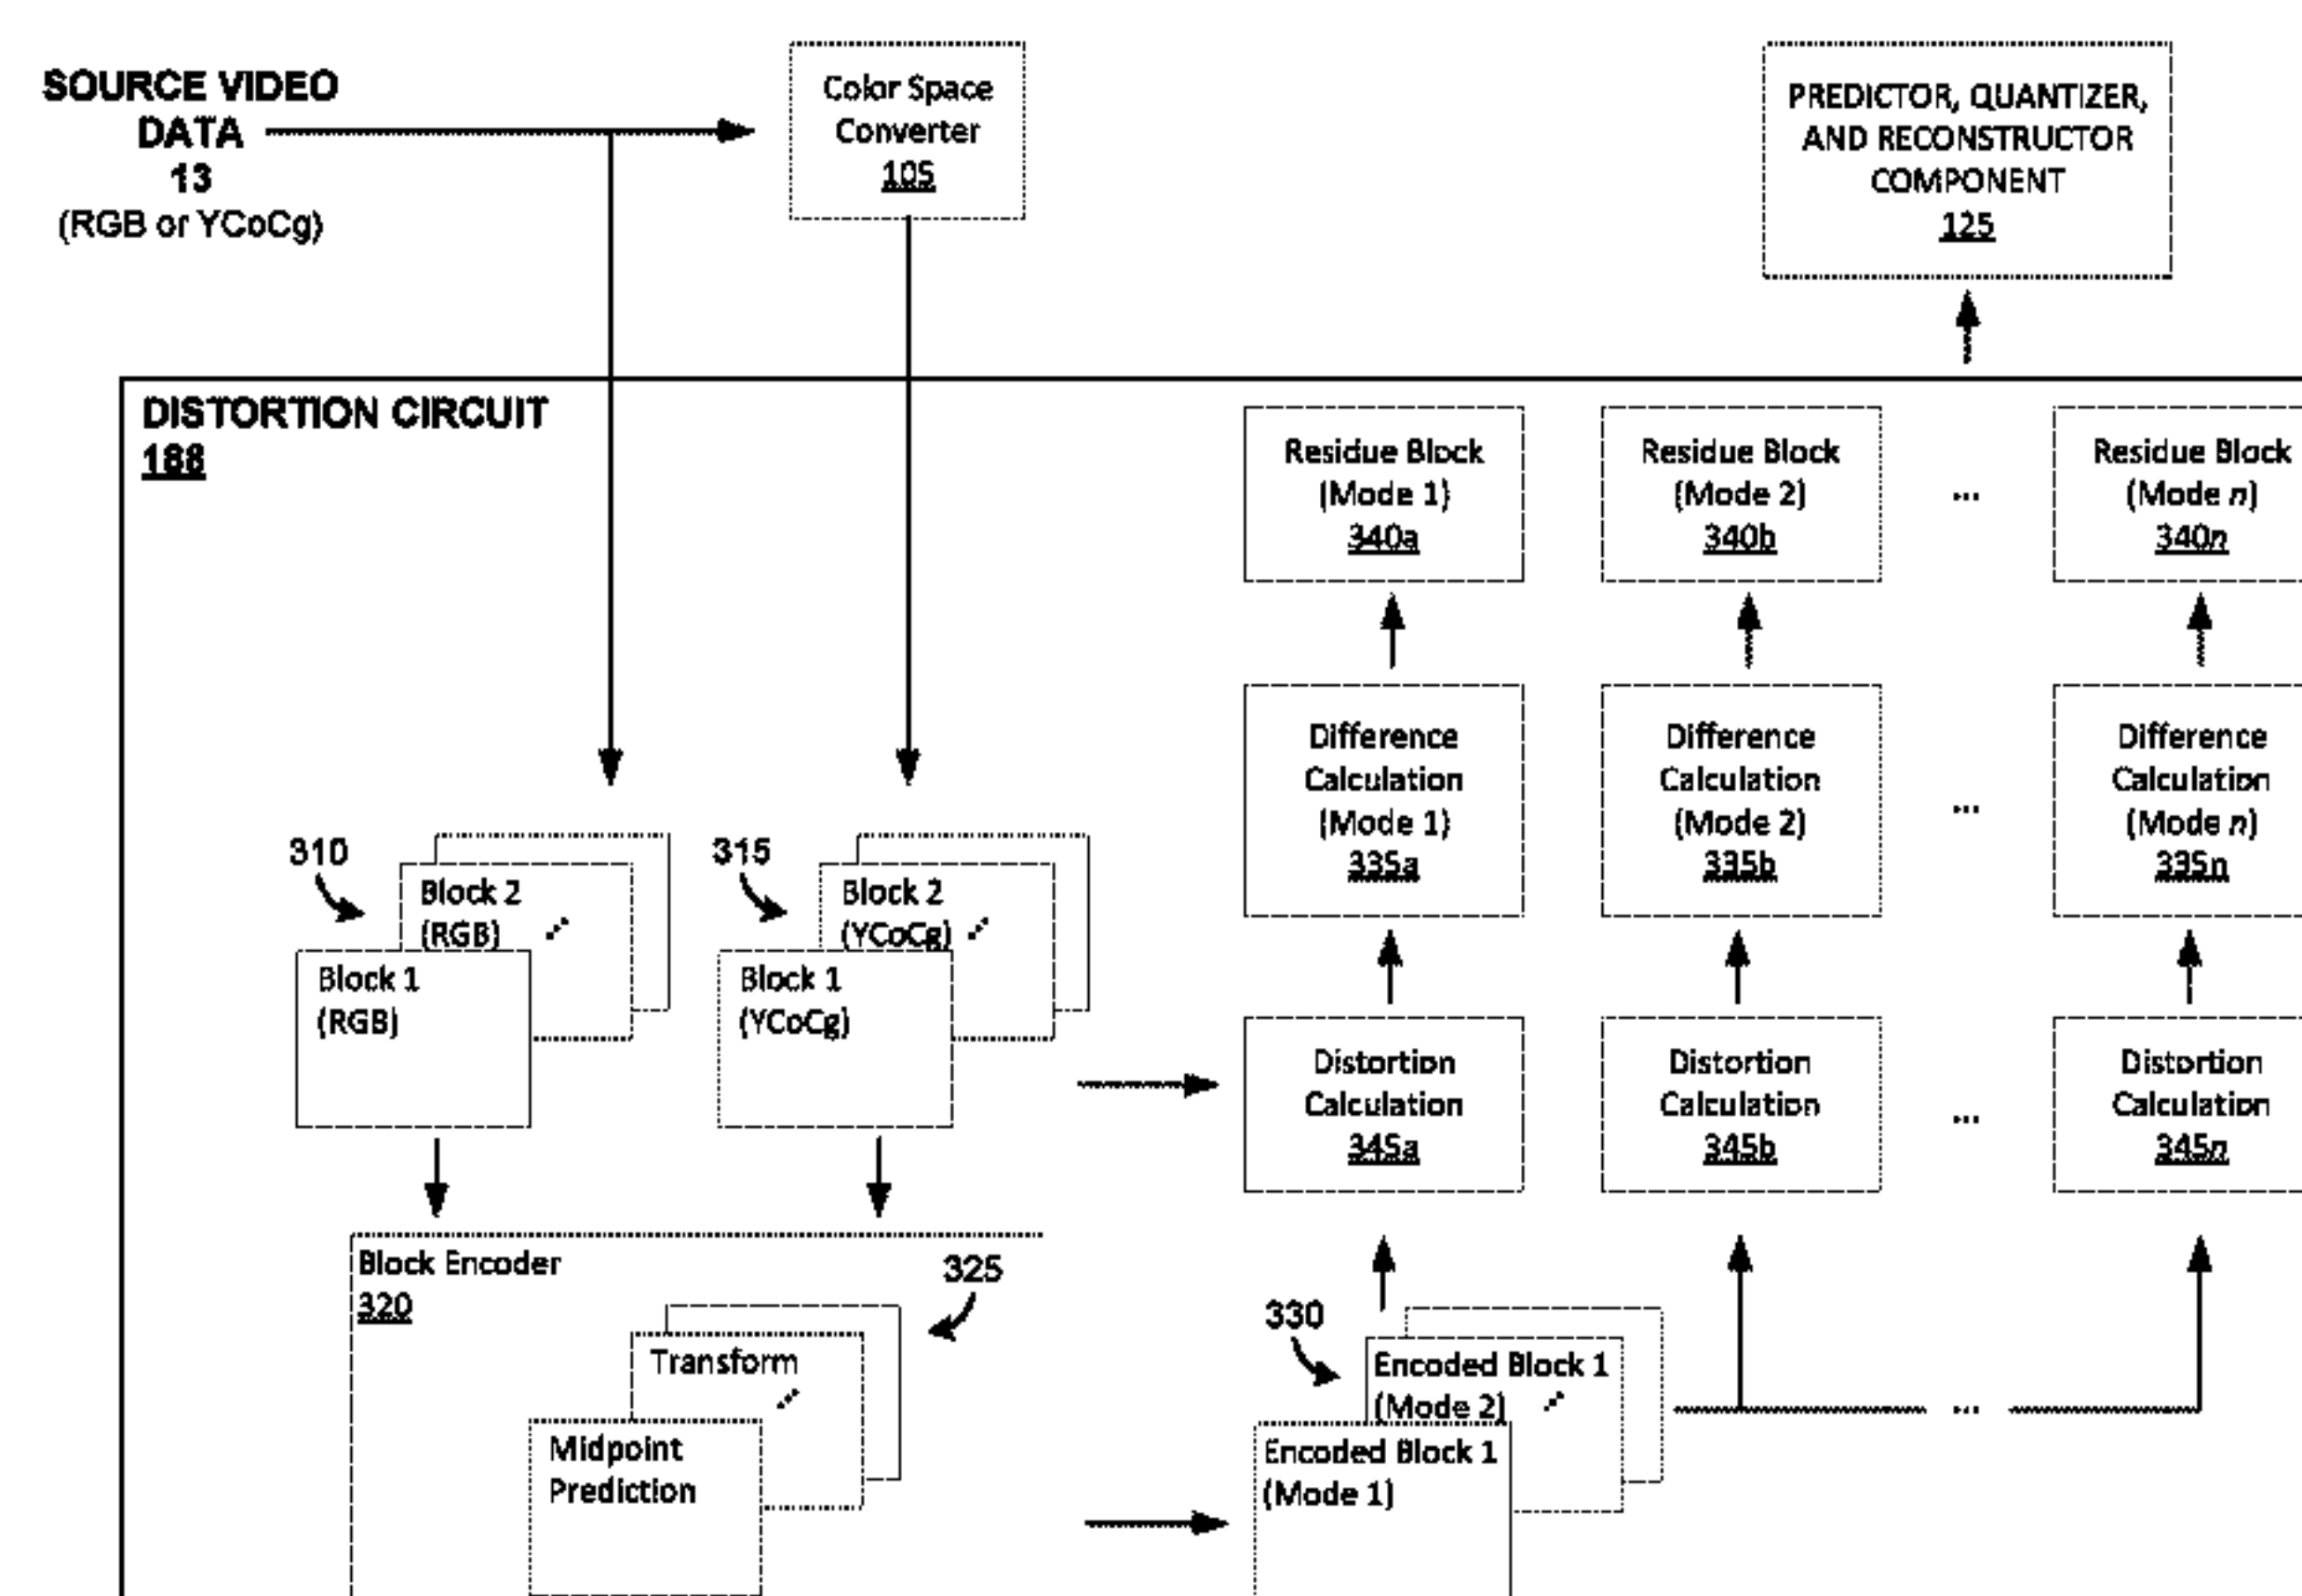 SOURCE VIDEO
DATA
13
(RGB or YCoCg)
Color Space
Converter
105
PREDICTOR, QUANTIZER,
AND RECONSTRUCTOR
COMPONENT
125
DISTORTION CIRCUIT
188
Residue Block
(Mode 1)
340a
Residue Block
(Mode 2)
340b
...
Residue Block
(Mode n)
340n
Difference
Calculation
(Mode 1)
335a
Difference
Calculation
(Mode 2)
335b
...
Difference
Calculation
(Mode n)
335n
310
Block 2
(RGB)
Block 1
(RGB)
315
Block 2
(YCoCg)
Block 1
(YCoCg)
Distortion
Calculation
345a
Distortion
Calculation
345b
...
Distortion
Calculation
345n
Block Encoder
320
325
Transform
Midpoint
Prediction
330
Encoded Block 1
(Mode 2)
Encoded Block 1
(Mode 1)
...